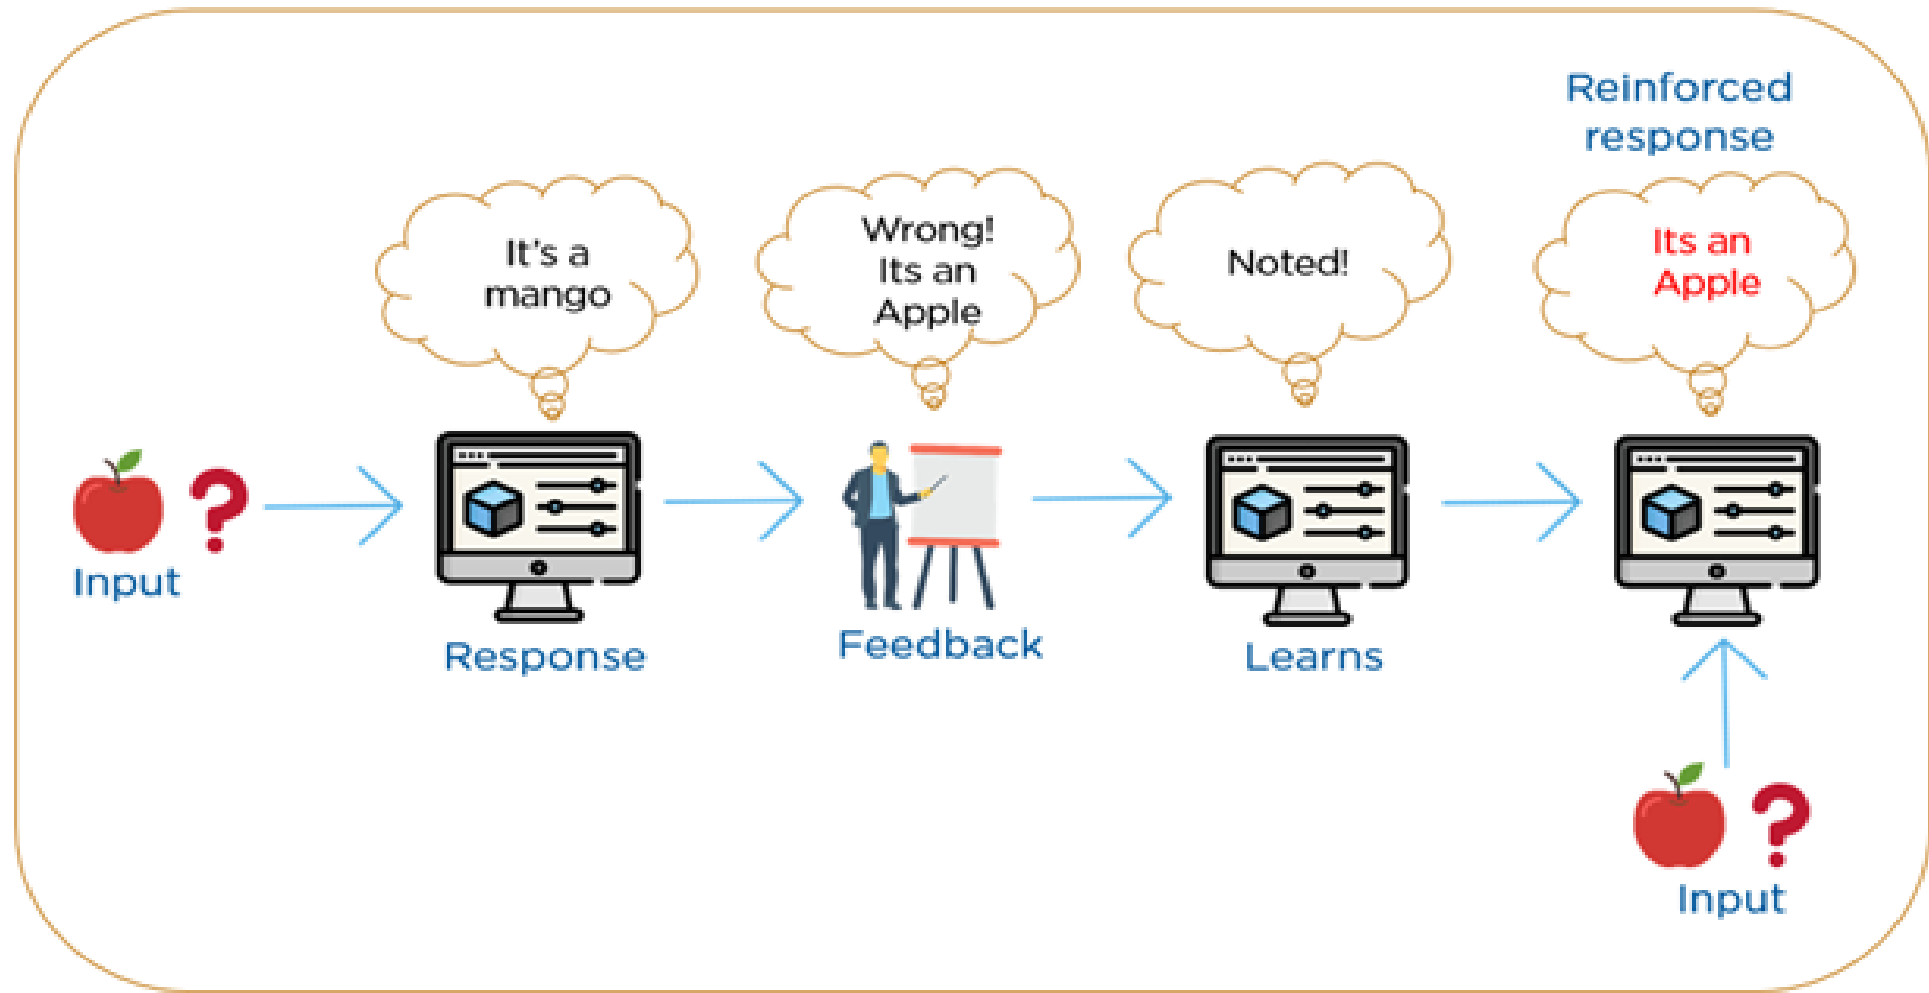 Reinforced
response
It's a
mango
Wrong!
Its an
Apple
Noted!
Its an
Apple
?
Input
Response
Feedback
Learns
?
Input